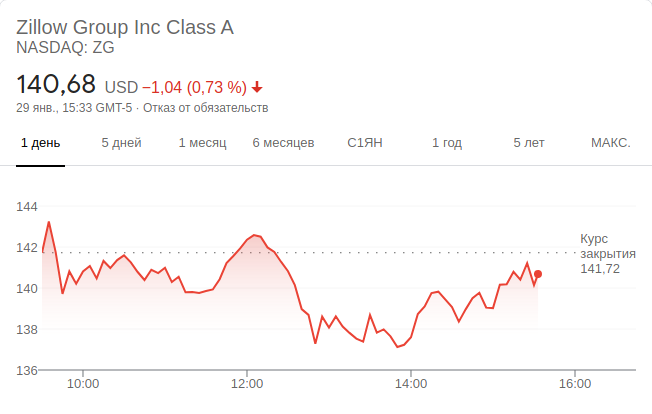 Zillow Group Inc Class A
NASDAQ: ZG
140,68 USD −1,04 (0,73 %)
29 янв., 15:33 GMT-5 · Отказ от обязательств
1 день 5 дней 1 месяц 6 месяцев С1ЯН 1 год 5 лет МАКС.
144
142
140
138
136
Курс
закрытия
141,72
10:00 12:00 14:00 16:00